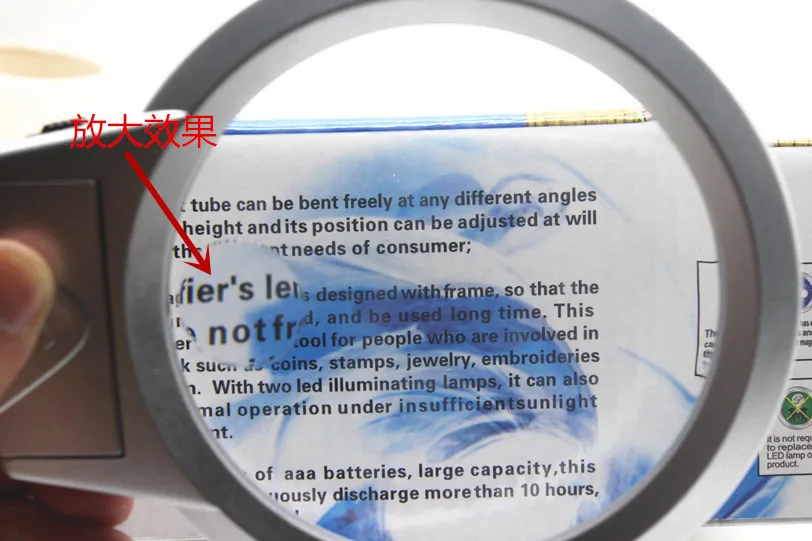 放大效果
tube can be bent freely at any different angles
height and its position can be adjusted at will
needs of consumer;
fier's len
designed with frame, so that the
not fr
and be used long time. This
tool for people who are involved in
k such as coins, stamps, jewelry, embroideries
With two led illuminating lamps, it can also
mal operation under insufficientsunlight
nt.
of aaa batteries, large capacity,this
uously discharge more than 10 hours,
it is not requ
to replace
LED lamp o
product.